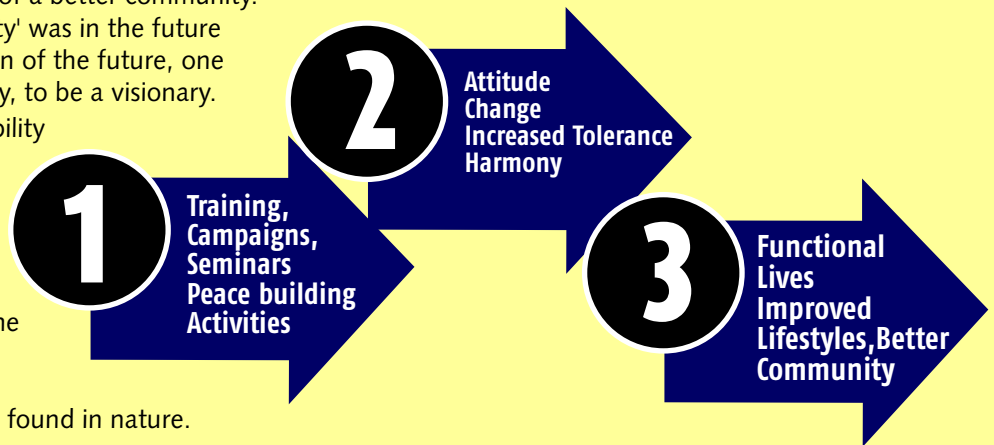 of a better community.
ty' was in the future
n of the future, one
y, to be a visionary.
bility
1
Training,
Campaigns,
Seminars
Peace building
Activities
2
Attitude
Change
Increased Tolerance
Harmony
3
Functional
Lives
Improved
Lifestyles,Better
Community
ne
found in nature.